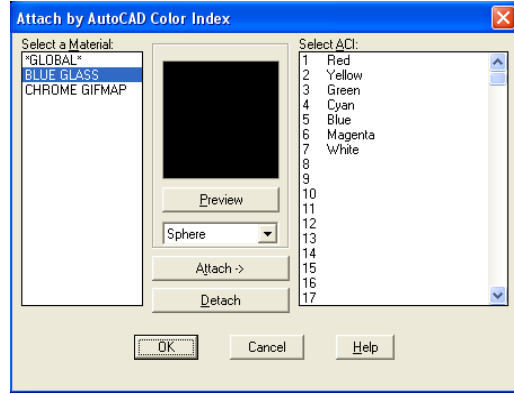 Attach by AutoCAD Color Index
Select a Material:
*GLOBAL*
BLUE GLASS
CHROME GIFMAP
Preview
Sphere
Attach ->
Detach
Select ACI:
1 Red
2 Yellow
3 Green
4 Cyan
5 Blue
6 Magenta
7 White
8
9
10
11
12
13
14
15
16
17
OK
Cancel
Help